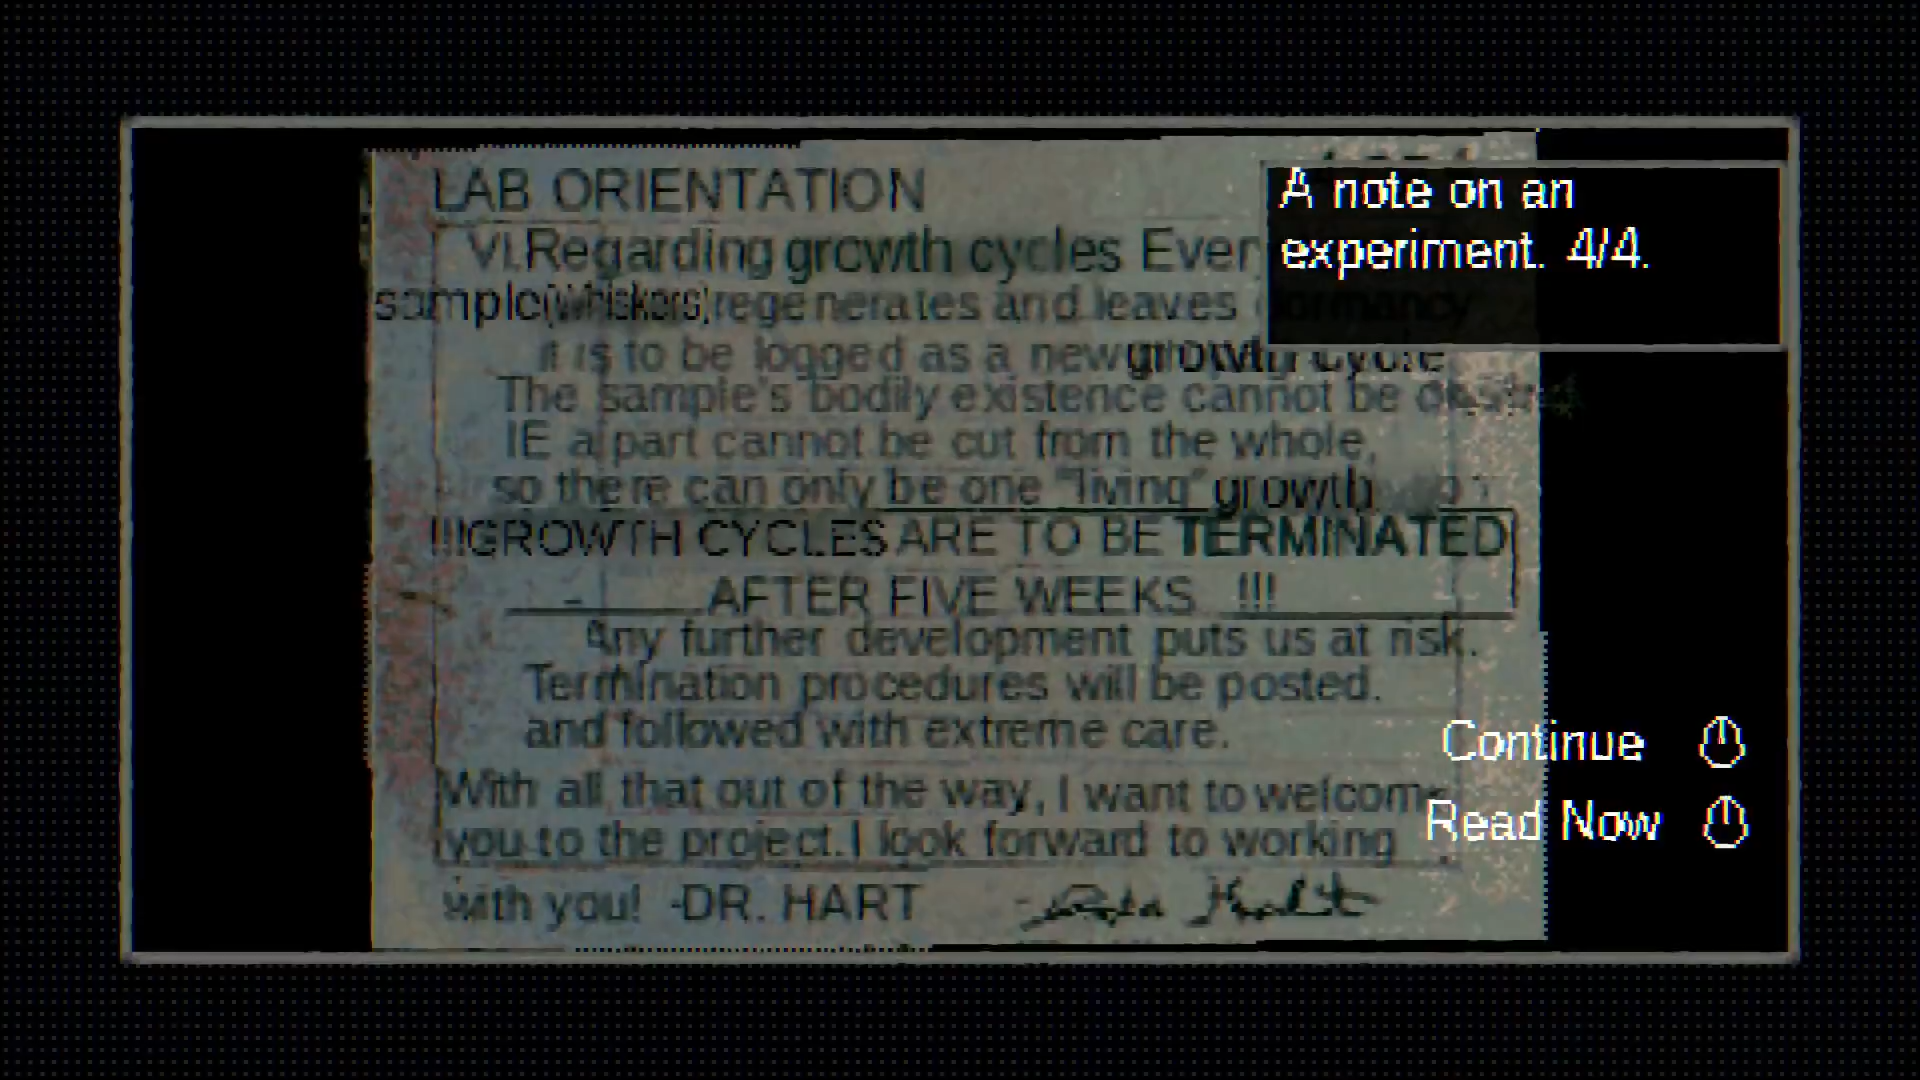 LAB ORIENTATION
VI. Regarding growth cycles Ever
sample (Whiskers) regenerates and leaves dormancy
it is to be logged as a new growth cycle
The sample's bodily existence cannot be
IE a part cannot be cut from the whole,
so there can only be one "living" growth
!!!GROWTH CYCLES ARE TO BE TERMINATED
AFTER FIVE WEEKS !!!
Any further development puts us at risk.
Termination procedures will be posted.
and followed with extreme care.
With all that out of the way, I want to welcome
you to the project. I look forward to working
with you! -DR. HART
A note on an
experiment. 4/4.
Continue
Read Now